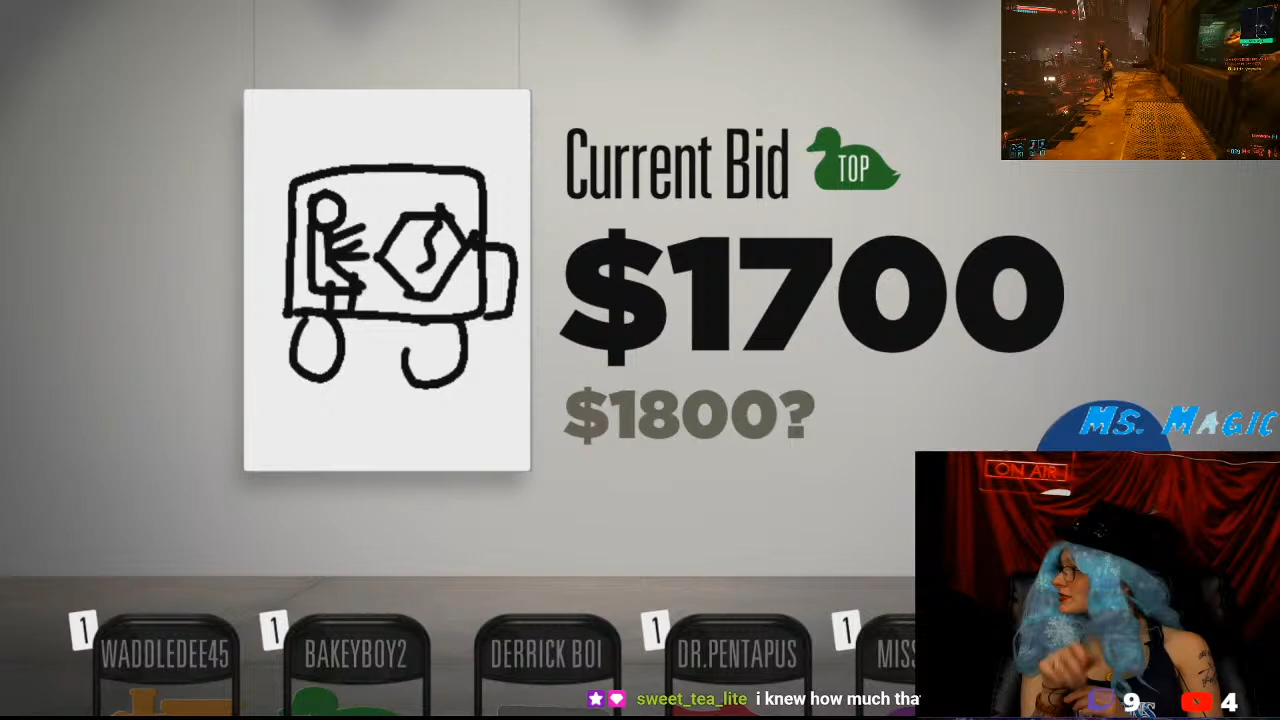 Current Bid
TOP
$1700
$1800?
MS. MAGIC
ON AIR
1
WADDLEDEE45
1
BAKEYBOY2
DERRICK BOI
1
DR.PENTAPUS
1
MISS
sweet_tea_lite i knew how much tha
9
4